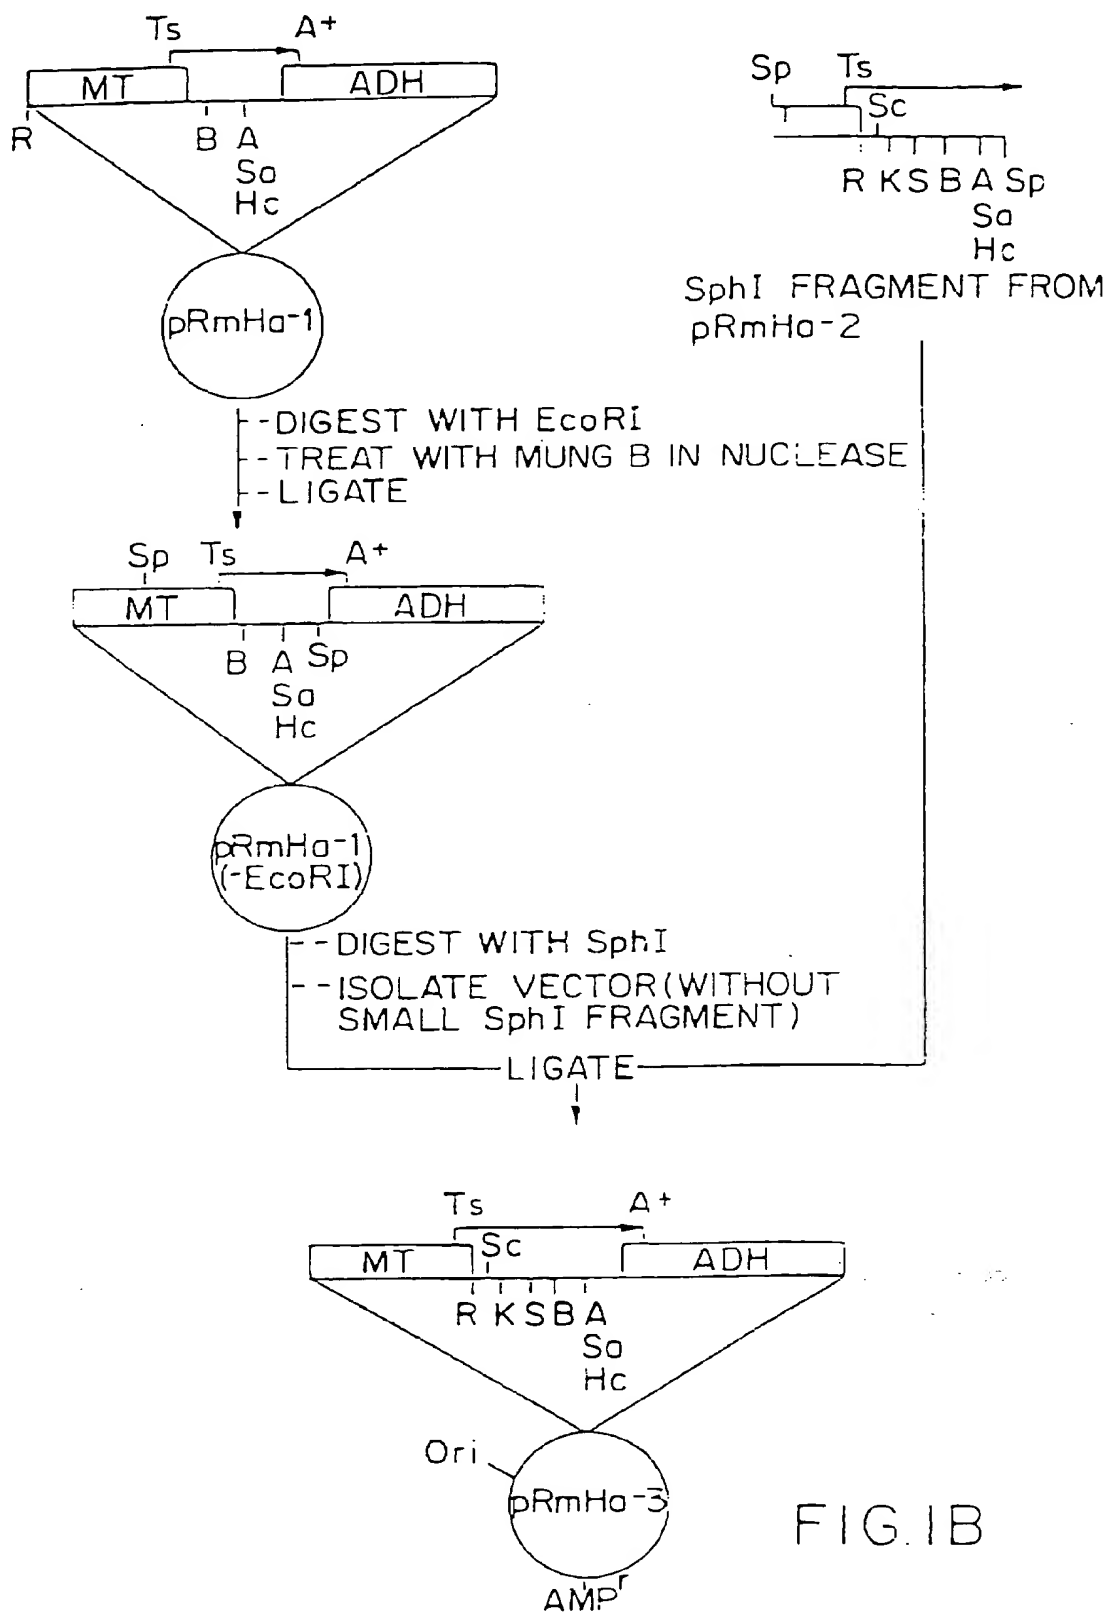 Ts A+
MT ADH
R B A
Sa
Hc
pRmHa-1
Sp Ts
Sc
R K S B A Sp
Sa
Hc
SphI FRAGMENT FROM
pRmHa-2
--DIGEST WITH EcoRI
--TREAT WITH MUNG B IN NUCLEASE
--LIGATE
Sp Ts A+
MT ADH
B A Sp
Sa
Hc
pRmHa-1
(-EcoRI)
--DIGEST WITH SphI
--ISOLATE VECTOR(WITHOUT
SMALL SphI FRAGMENT)
LIGATE
Ts A+
Sc
MT ADH
R K S B A
Sa
Hc
Ori
pRmHa-3
AMPr
FIG.1B